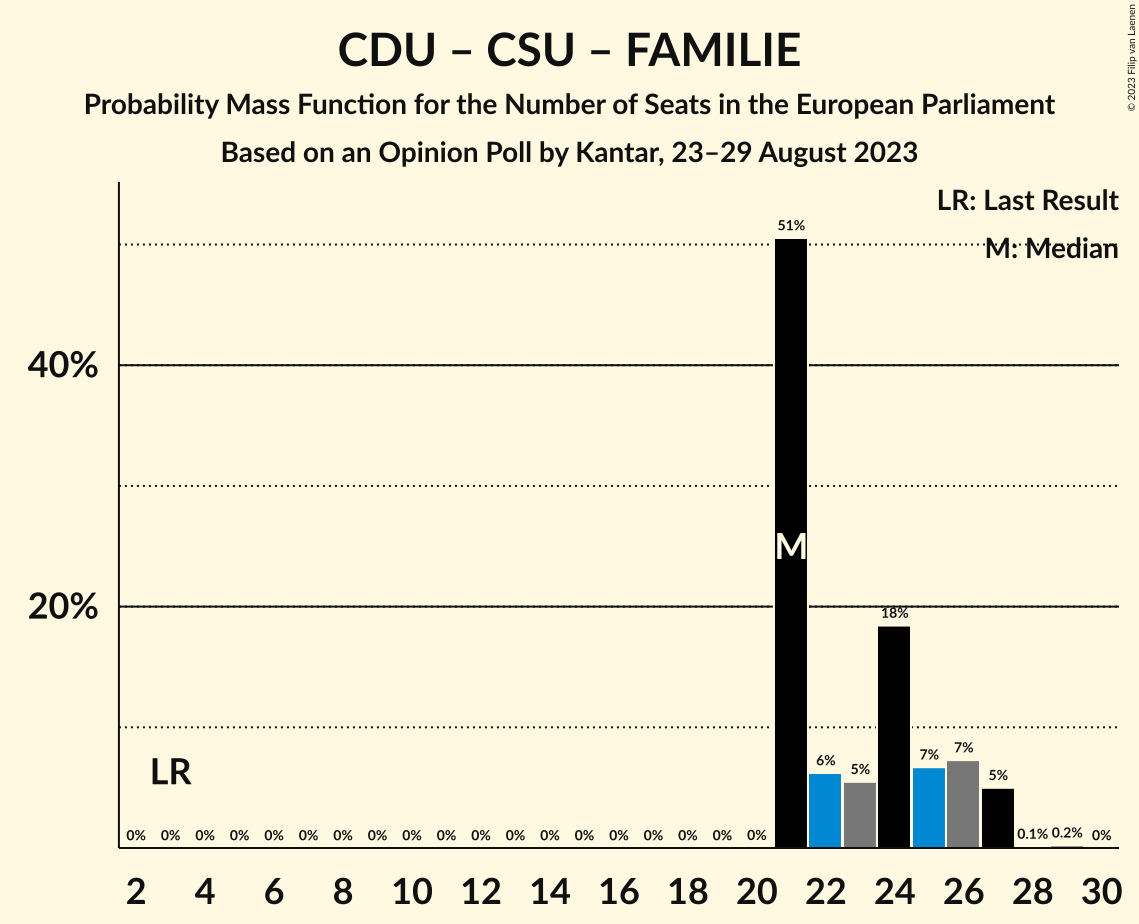 CDU – CSU – FAMILIE
Probability Mass Function for the Number of Seats in the European Parliament
Based on an Opinion Poll by Kantar, 23–29 August 2023
© 2023 Filip van Laenen
LR: Last Result
M: Median
51%
40%
M
20%
18%
LR
6% 5% 7% 7% 5%
0% 0% 0% 0% 0% 0% 0% 0% 0% 0% 0% 0% 0% 0% 0% 0% 0% 0% 0% 0.1% 0.2% 0%
2 4 6 8 10 12 14 16 18 20 22 24 26 28 30